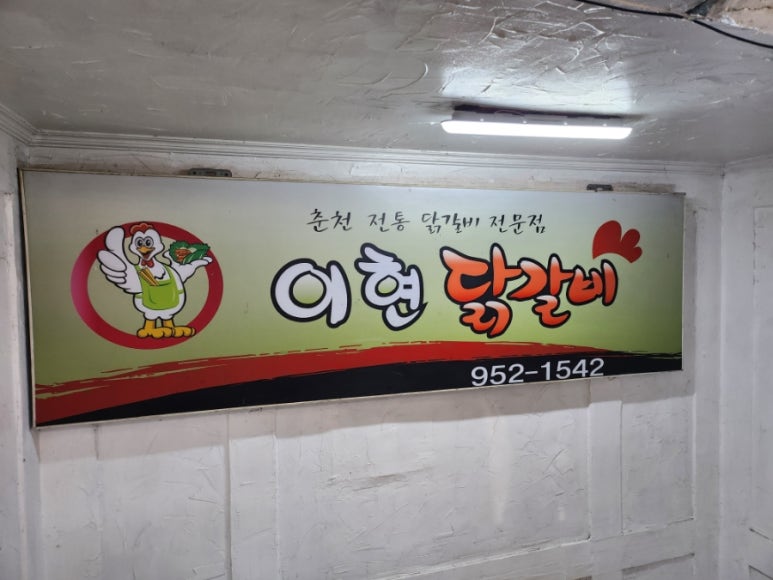 춘천 전통 닭갈비 전문점
이현 닭갈비
952-1542